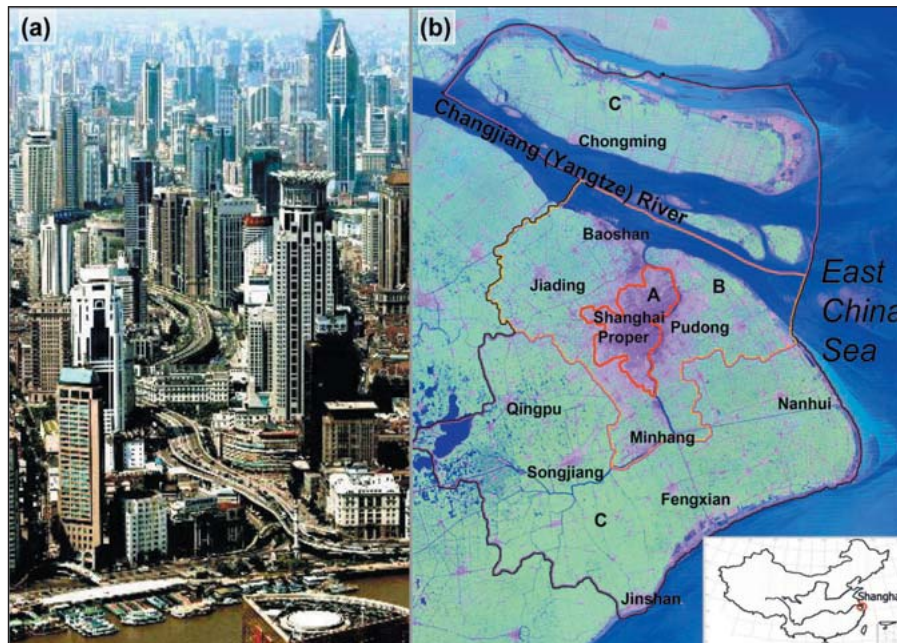 (a)
(b)
C
Chongming
Changjiang (Yangtze) River
Baoshan
B
Jiading
A
Shanghai
Proper
Pudong
East
China
Sea
Qingpu
Nanhui
Minhang
Songjiang
Fengxian
C
Jinshan
Shanghai